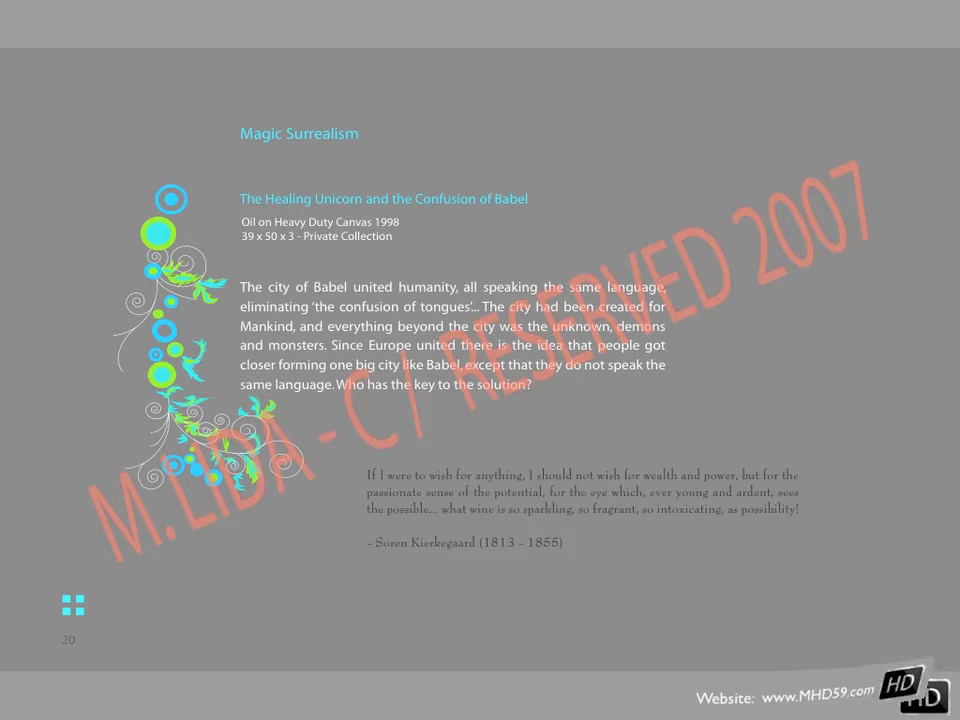 Magic Surrealism
The Healing Unicorn and the Confusion of Babel
Oil on Heavy Duty Canvas 1998
39 x 50 x 3 - Private Collection
The city of Babel united humanity, all speaking the same language,
eliminating ‘the confusion of tongues’... The city had been created for
Mankind, and everything beyond the city was the unknown, demons
and monsters. Since Europe united there is the idea that people got
closer forming one big city like Babel, except that they do not speak the
same language. Who has the key to the solution?
M.LIDA - C / RESERVED 2007
If I were to wish for anything, I should not wish for wealth and power, but for the
passionate sense of the potential, for the eye which, ever young and ardent, sees
the possible... what wine is so sparkling, so fragrant, so intoxicating, as possibility!
- Soren Kierkegaard (1813 - 1855)
20
Website: www.MHD59.com
HD
HD